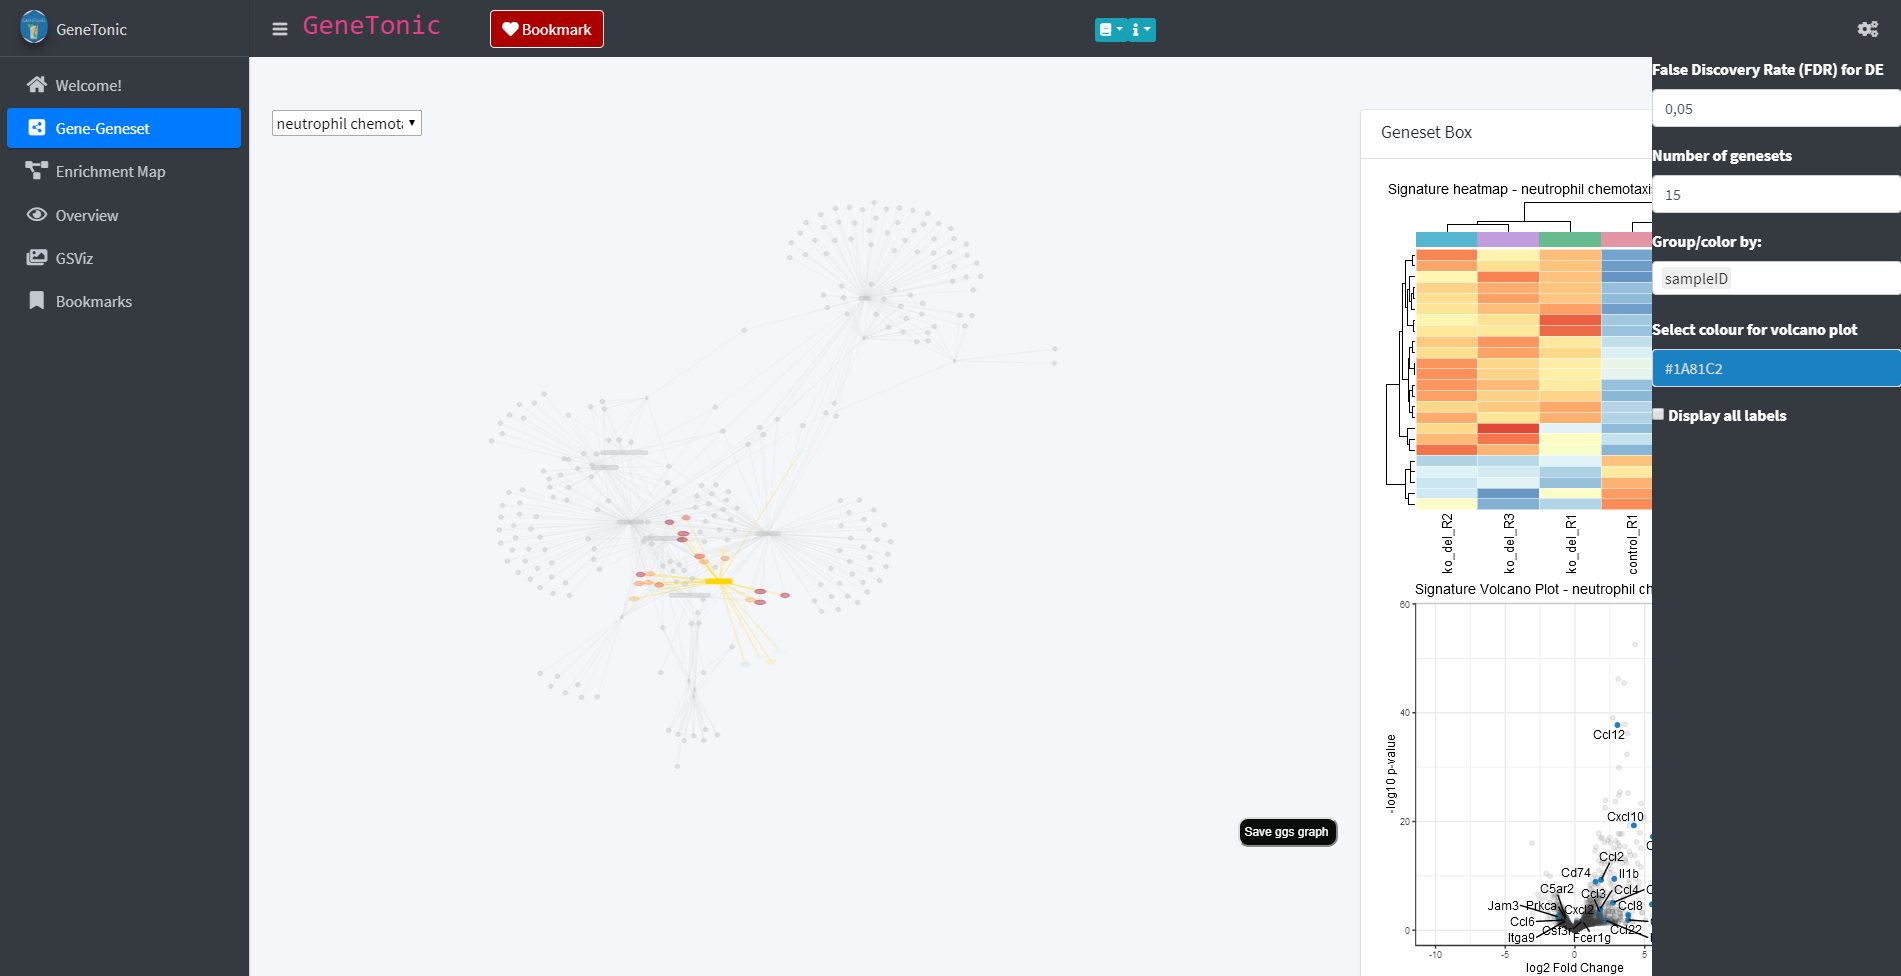 GeneTonic
GeneTonic
Bookmark
Welcome!
Gene-Geneset
Enrichment Map
Overview
GSViz
Bookmarks
neutrophil chemota
Save ggs graph
Geneset Box
Signature heatmap - neutrophil chemotaxi
ko_del_R2
ko_del_R3
ko_del_R1
control_R1
Signature Volcano Plot - neutrophil ch
60
40
20
0
-log10 p-value
Ccl12
Cxcl10
C
Ccl2
Cd74
Il1b
C5ar2
Ccl3
Ccl4
C
Jam3
Prkca
Cxcl2
Ccl8
Ccl6
Itga9
Csf3r
Fcer1g
Ccl22
-10
-5
0
5
log2 Fold Change
False Discovery Rate (FDR) for DE
0,05
Number of genesets
15
Group/color by:
sampleID
Select colour for volcano plot
#1A81C2
Display all labels